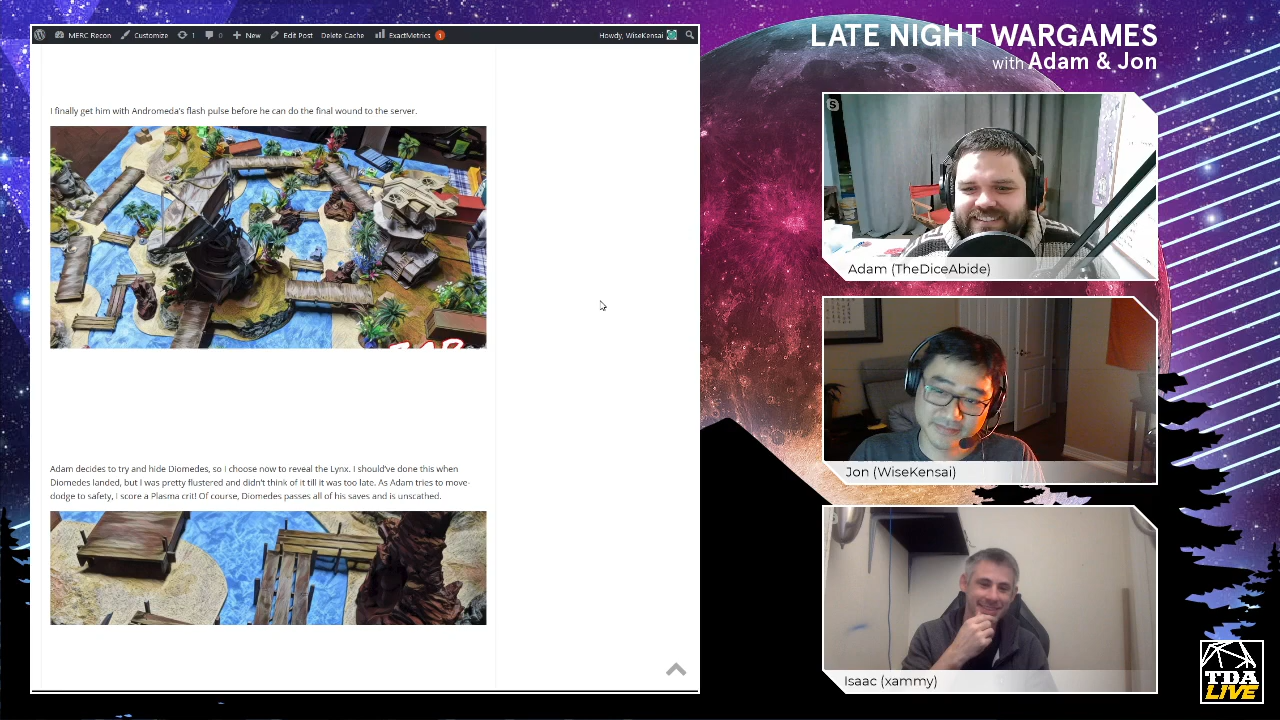 MERC Recon Customize 1 0 New Edit Post Delete Cache ExactMetrics 1 Howdy, WiseKensai
LATE NIGHT WARGAMES
with Adam & Jon
I finally get him with Andromeda's flash pulse before he can do the final wound to the server.
Adam (TheDiceAbide)
Adam decides to try and hide Diomedes, so I choose now to reveal the Lynx. I should've done this when
Diomedes landed, but I was pretty flustered and didn't think of it till it was too late. As Adam tries to move-
dodge to safety, I score a Plasma crit! Of course, Diomedes passes all of his saves and is unscathed.
Jon (WiseKensai)
Isaac (xammy)
TDA
LIVE